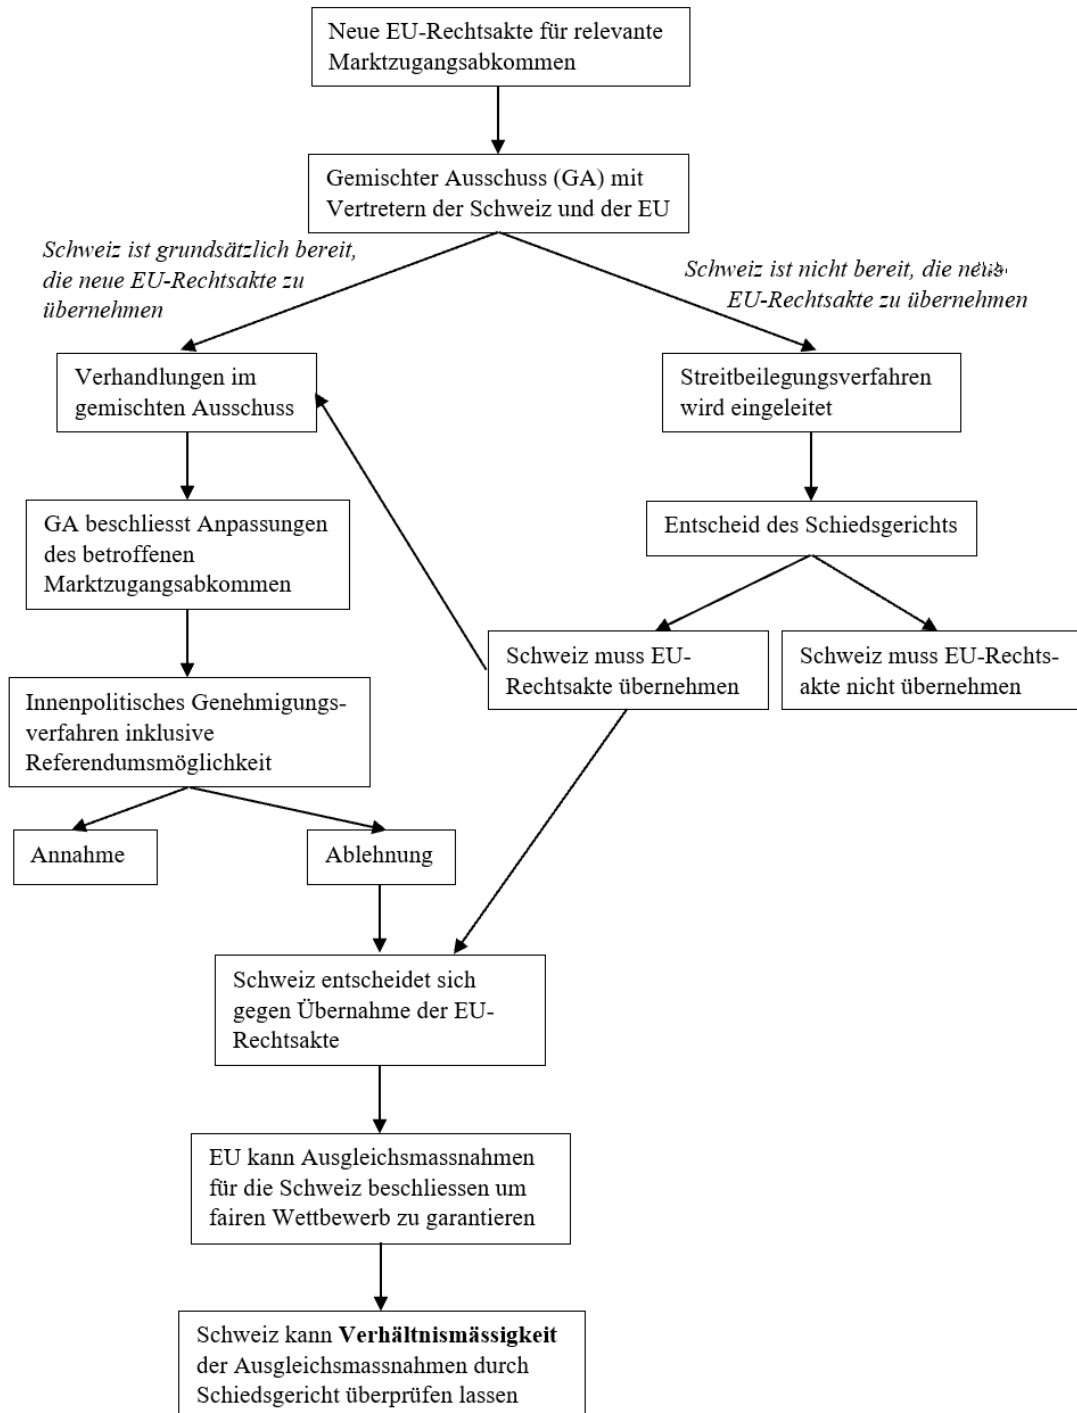 Neue EU-Rechtsakte für relevante
Marktzugangsabkommen
Gemischter Ausschuss (GA) mit
Vertretern der Schweiz und der EU
Schweiz ist grundsätzlich bereit,
die neue EU-Rechtsakte zu
übernehmen
Schweiz ist nicht bereit, die
EU-Rechtsakte zu übernehmen
Verhandlungen im
gemischten Ausschuss
Streitbeilegungsverfahren
wird eingeleitet
GA beschliesst Anpassungen
des betroffenen
Marktzugangsabkommen
Entscheid des Schiedsgerichts
Schweiz muss EU-
Rechtsakte übernehmen
Schweiz muss EU-Rechts-
akte nicht übernehmen
Innenpolitisches Genehmigungs-
verfahren inklusive
Referendumsmöglichkeit
Annahme
Ablehnung
Schweiz entscheidet sich
gegen Übernahme der EU-
Rechtsakte
EU kann Ausgleichsmassnahmen
für die Schweiz beschliessen um
fairen Wettbewerb zu garantieren
Schweiz kann Verhältnismässigkeit
der Ausgleichsmassnahmen durch
Schiedsgericht überprüfen lassen